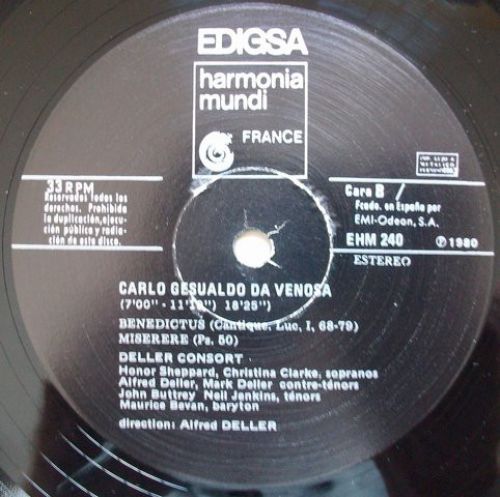 EDIGSA
harmonia
mundi
FRANCE
33 RPM
Reservados todos los
derechos. Prohibida
la duplicación, ejecu-
ción pública y radia-
ción de este disco.
Cara B
Fcado. en España por
EMI-Odeon, S.A.
EHM 240 ℗ 1980
ESTEREO
CARLO GESUALDO DA VENOSA
(7'00" - 18'25")
BENEDICTUS (Cantique, Luc, I, 68-79)
MISERERE (Ps. 50)
DELLER CONSORT
Honor Sheppard, Christina Clarke, sopranos
Alfred Deller, Mark Deller contre-ténors
John Buttrey Neil Jenkins, ténors
Maurice Bevan, baryton
direction: Alfred DELLER